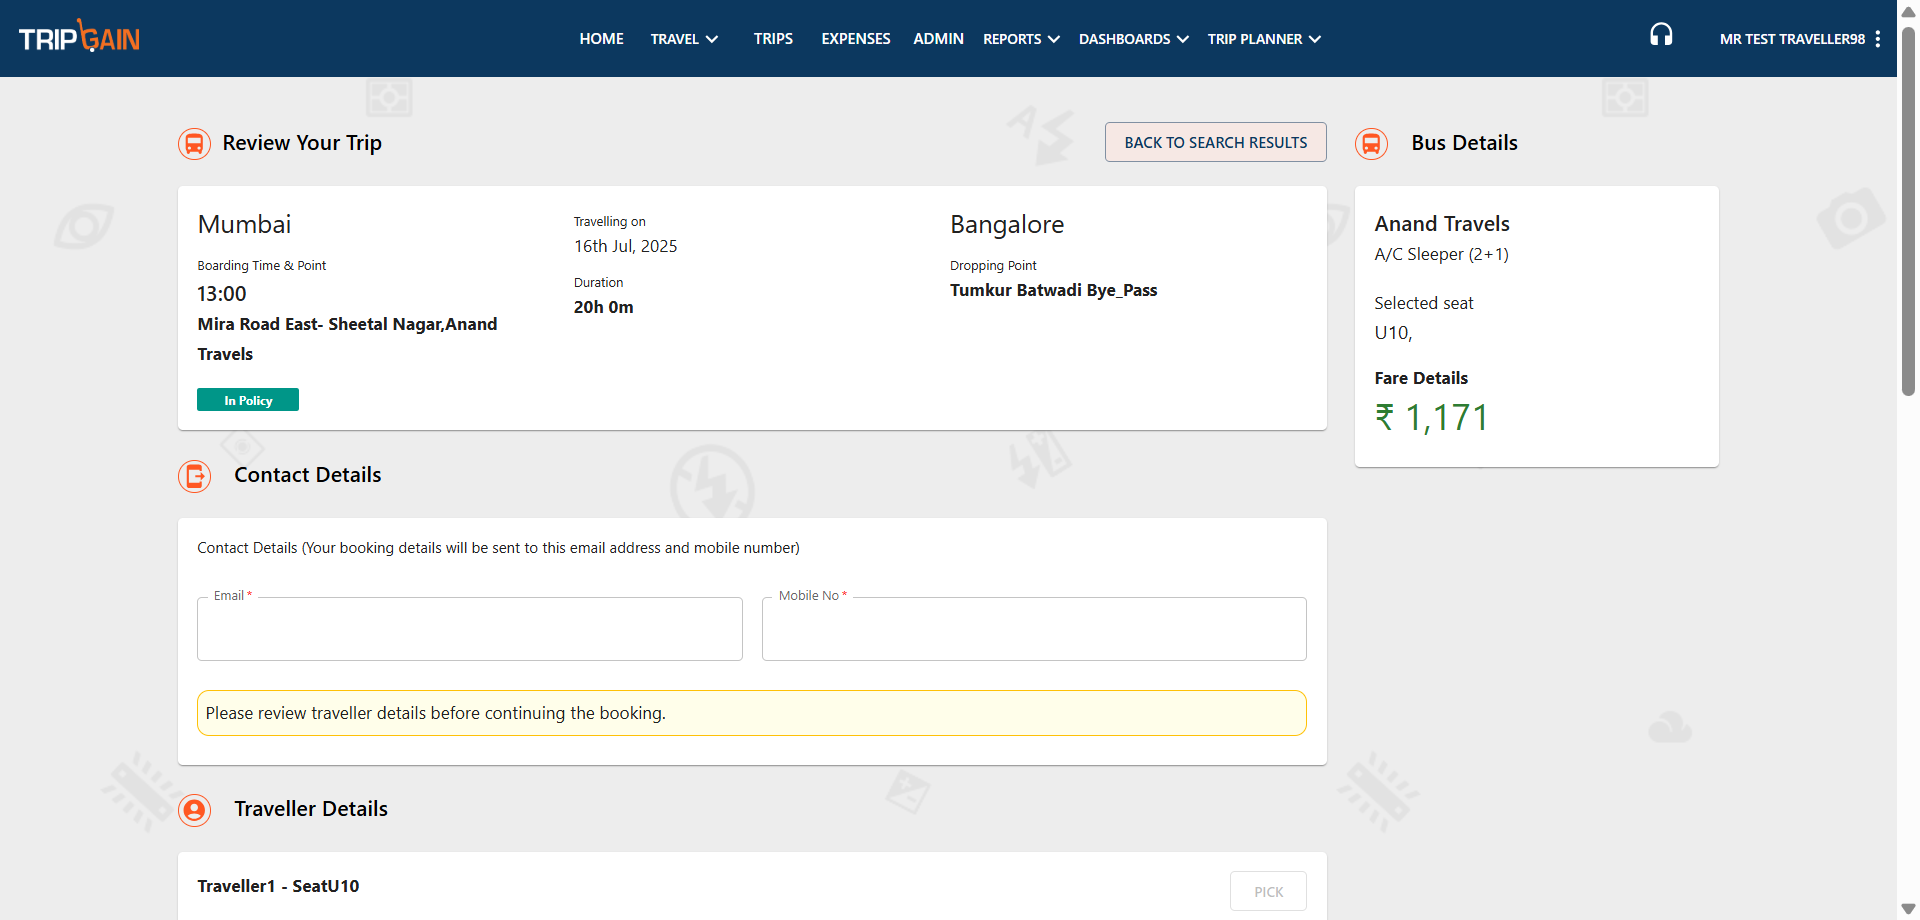 TRIPGAIN
HOME TRAVEL TRIPS EXPENSES ADMIN REPORTS DASHBOARDS TRIP PLANNER
MR TEST TRAVELLER98
Review Your Trip
BACK TO SEARCH RESULTS
Mumbai
Boarding Time & Point
13:00
Mira Road East- Sheetal Nagar,Anand
Travels
In Policy
Travelling on
16th Jul, 2025
Duration
20h 0m
Bangalore
Dropping Point
Tumkur Batwadi Bye_Pass
Bus Details
Anand Travels
A/C Sleeper (2+1)
Selected seat
U10,
Fare Details
₹ 1,171
Contact Details
Contact Details (Your booking details will be sent to this email address and mobile number)
Email *
Mobile No *
Please review traveller details before continuing the booking.
Traveller Details
Traveller1 - SeatU10
PICK